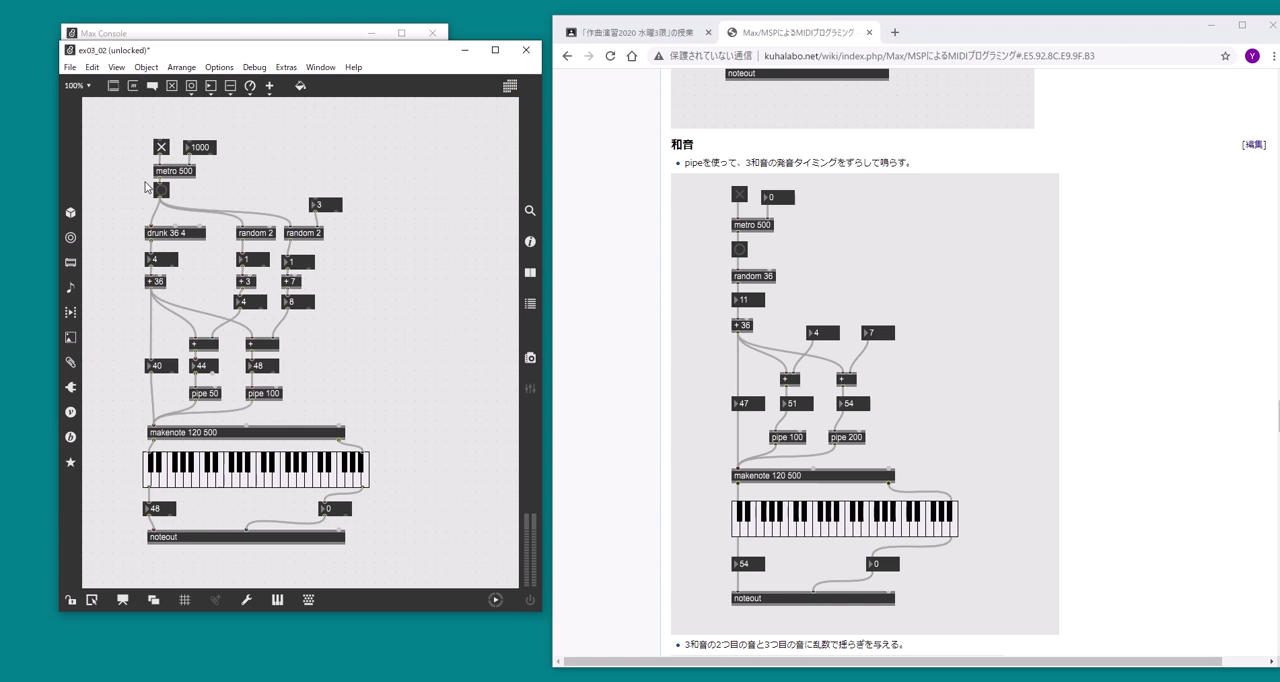 Max Console
ex03_02 (unlocked)*
File Edit View Object Arrange Options Debug Extras Window Help
100%
1000
metro 500
3
drunk 36 4
random 2
random 2
4
1
1
+ 36
+ 3
+ 7
4
8
+
+
40
44
48
pipe 50
pipe 100
makenote 120 500
48
0
noteout
「作曲演習2020 水曜3限」の授業
Max/MSPによるMIDIプログラミング
保護されていない通信
kuhalabo.net/wiki/index.php/Max/MSPによるMIDIプログラミング#.E5.92.8C.E9.9F.B3
Y
noteout
和音
[編集]
pipeを使って、3和音の発音タイミングをずらして鳴らす。
0
metro 500
random 36
11
+ 36
4
7
+
+
47
51
54
pipe 100
pipe 200
makenote 120 500
54
0
noteout
3和音の2つ目の音と3つ目の音に乱数で揺らぎを与える。